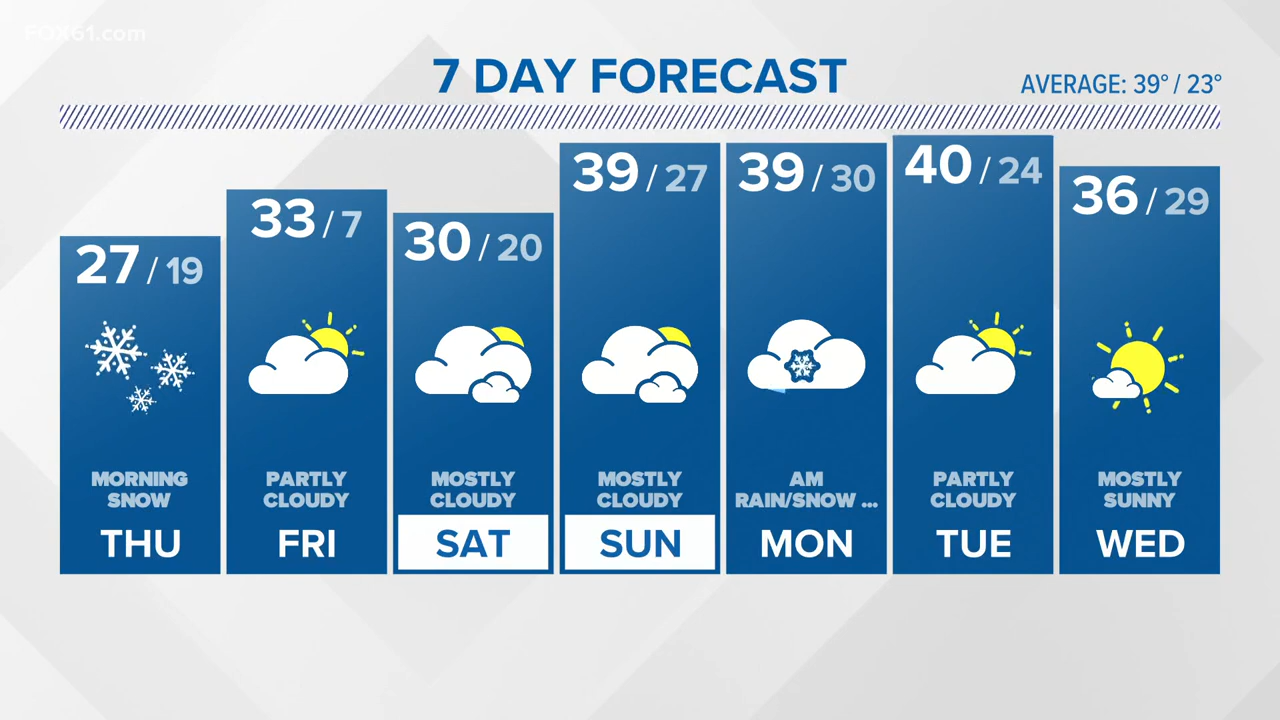 FOX61.com
7 DAY FORECAST
AVERAGE: 39° / 23°
27 / 19
33 / 7
30 / 20
39 / 27
39 / 30
40 / 24
36 / 29
MORNING
SNOW
PARTLY
CLOUDY
MOSTLY
CLOUDY
MOSTLY
CLOUDY
AM
RAIN/SNOW ...
PARTLY
CLOUDY
MOSTLY
SUNNY
THU
FRI
SAT
SUN
MON
TUE
WED